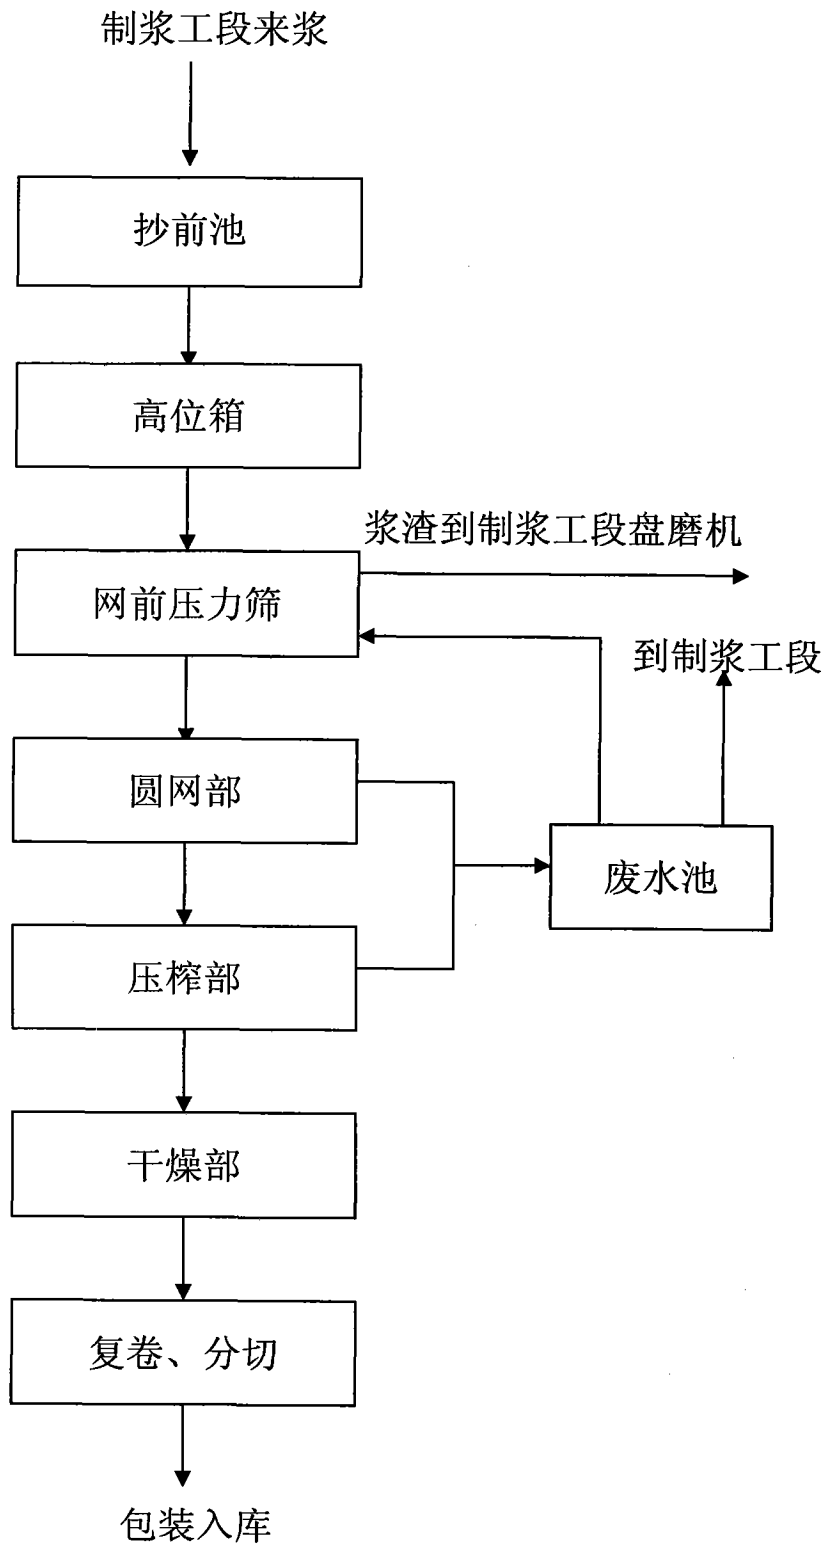 制浆工段来浆
抄前池
高位箱
浆渣到制浆工段盘磨机
网前压力筛
到制浆工段
圆网部
废水池
压榨部
干燥部
复卷、分切
包装入库